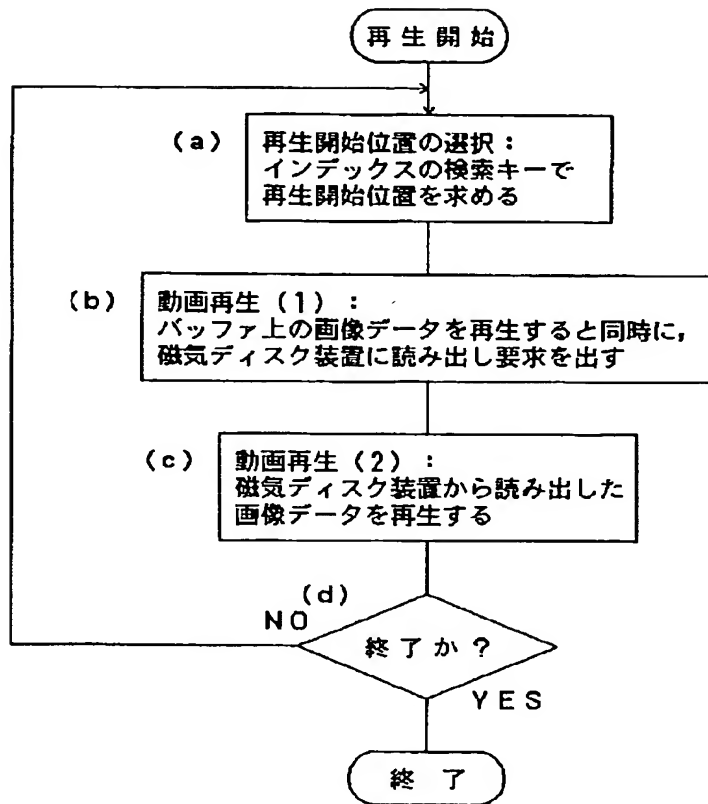 再生開始
(a) 再生開始位置の選択:
インデックスの検索キーで
再生開始位置を求める
(b) 動画再生(1):
バッファ上の画像データを再生すると同時に,
磁気ディスク装置に読み出し要求を出す
(c) 動画再生(2):
磁気ディスク装置から読み出した
画像データを再生する
(d)
NO
終了か?
YES
終了